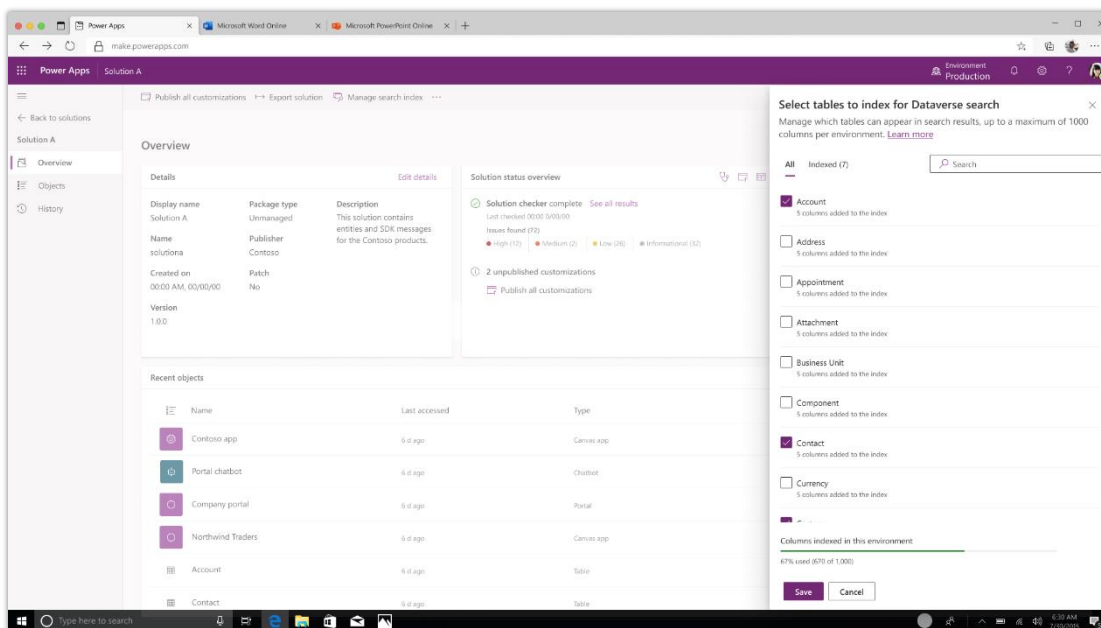 Power Apps
Microsoft Word Online
Microsoft PowerPoint Online
make.powerapps.com
Power Apps Solution A
Environment
Production
Publish all customizations Export solution Manage search index ...
Back to solutions
Solution A
Overview
Objects
History
Overview
Details Edit details
Display name
Solution A
Package type
Unmanaged
Description
This solution contains
entities and SDK messages
for the Contoso products.
Name
solutiona
Publisher
Contoso
Created on
00:00 AM, 00/00/00
Patch
No
Version
1.0.0
Solution status overview
Solution checker complete See all results
Last checked 00:00 0/00/00
Issues found (72)
High (12) Medium (2) Low (26) Informational (32)
2 unpublished customizations
Publish all customizations
Recent objects
Name Last accessed Type
Contoso app 6 d ago Canvas app
Portal chatbot 6 d ago Chatbot
Company portal 6 d ago Portal
Northwind Traders 6 d ago Canvas app
Account 6 d ago Table
Contact 6 d ago Table
Select tables to index for Dataverse search
Manage which tables can appear in search results, up to a maximum of 1000
columns per environment. Learn more
All Indexed (7) Search
Account
5 columns added to the index
Address
5 columns added to the index
Appointment
5 columns added to the index
Attachment
5 columns added to the index
Business Unit
5 columns added to the index
Component
5 columns added to the index
Contact
5 columns added to the index
Currency
5 columns added to the index
Columns indexed in this environment
67% used (670 of 1,000)
Save Cancel
Type here to search
6:30 AM
7/30/2015